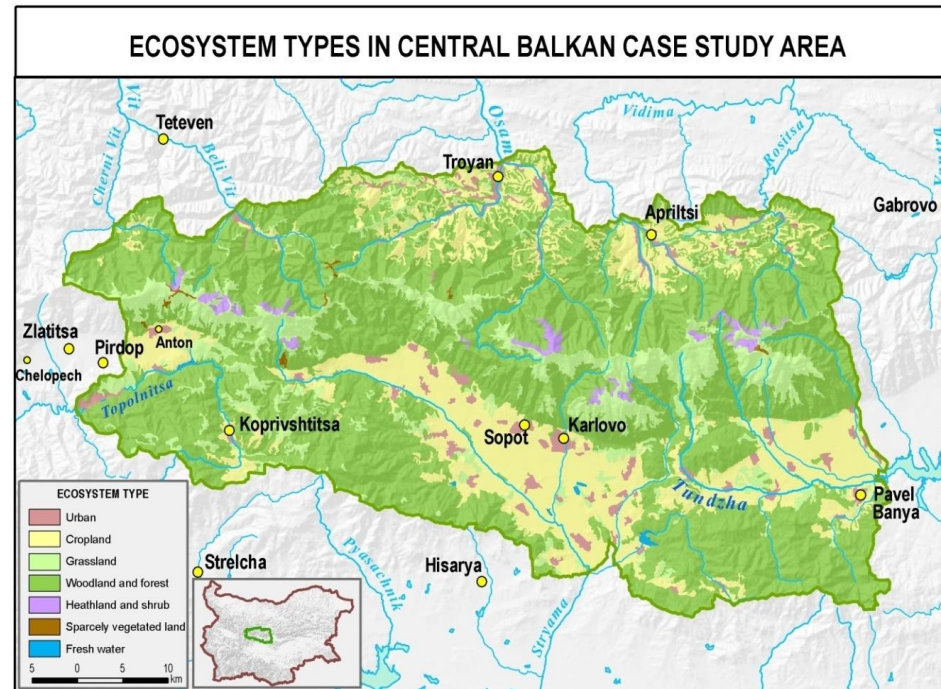 ECOSYSTEM TYPES IN CENTRAL BALKAN CASE STUDY AREA
Vit
Teteven
Cherni Vit
Beli Vit
Osam
Troyan
Vidima
Rositsa
Apriltsi
Gabrovo
Zlatitsa
Pirdop
Anton
Chelopech
Topolnitsa
Koprivshtitsa
Sopot
Karlovo
Tundzha
Pavel
Banya
Strelcha
Pyasachnik
Hisarya
Stryama
ECOSYSTEM TYPE
Urban
Cropland
Grassland
Woodland and forest
Heathland and shrub
Sparcely vegetated land
Fresh water
5 0 5 10
km